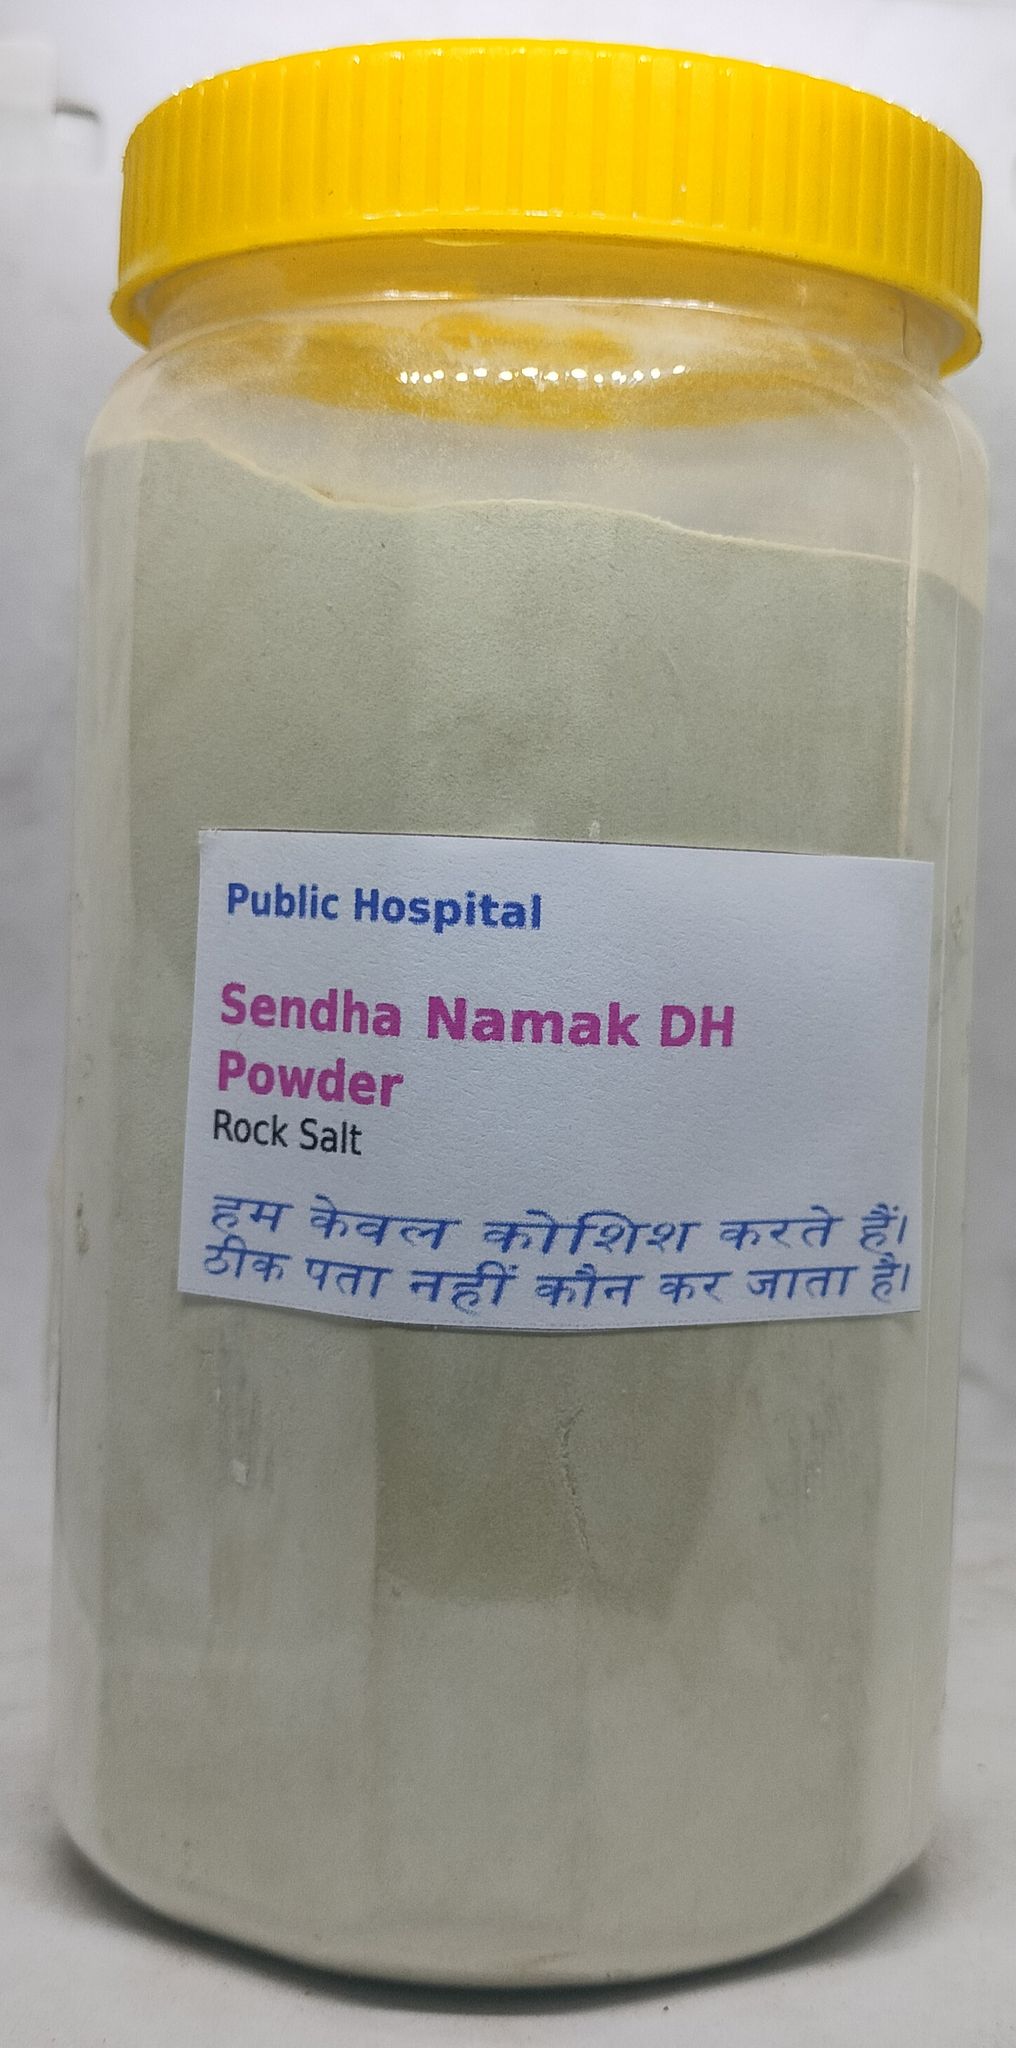 Public Hospital
Sendha Namak DH
Powder
Rock Salt
हम केवल कोशिश करते हैं।
ठीक पता नहीं कौन कर जाता है।